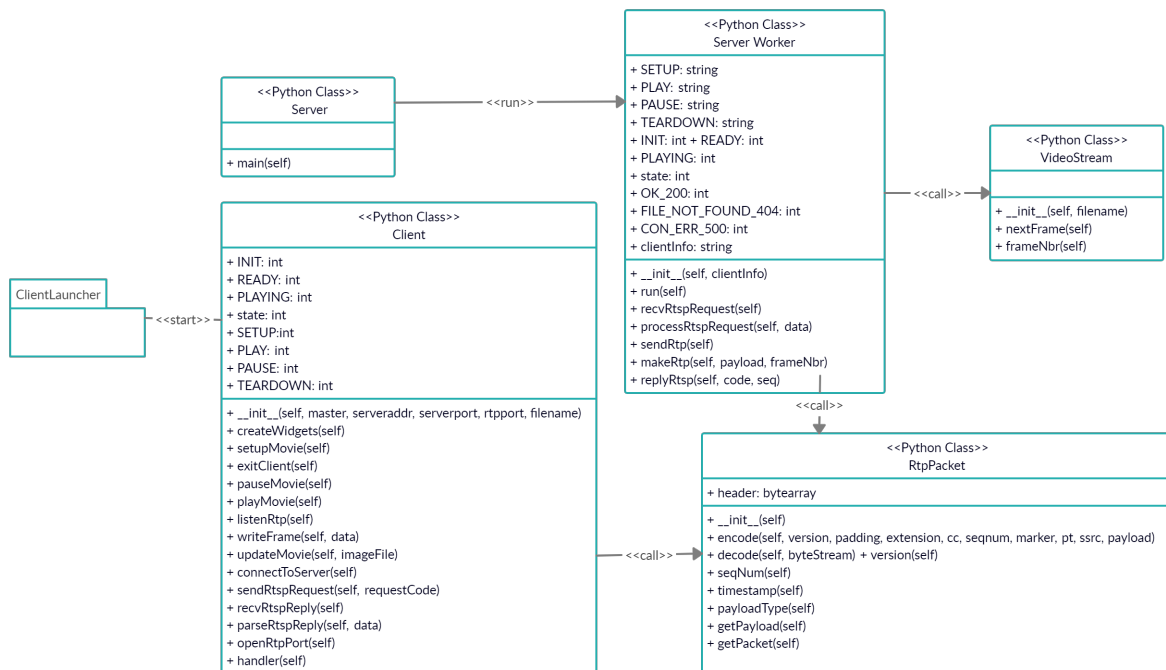 <<Python Class>>
Server Worker
+ SETUP: string
+ PLAY: string
+ PAUSE: string
+ TEARDOWN: string
+ INIT: int + READY: int
+ PLAYING: int
+ state: int
+ OK_200: int
+ FILE_NOT_FOUND_404: int
+ CON_ERR_500: int
+ clientInfo: string
+ __init__(self, clientInfo)
+ run(self)
+ recvRtspRequest(self)
+ processRtspRequest(self, data)
+ sendRtp(self)
+ makeRtp(self, payload, frameNbr)
+ replyRtsp(self, code, seq)
<<Python Class>>
Server
+ main(self)
<<run>>
<<Python Class>>
VideoStream
+ __init__(self, filename)
+ nextFrame(self)
+ frameNbr(self)
<<call>>
<<Python Class>>
Client
+ INIT: int
+ READY: int
+ PLAYING: int
+ state: int
+ SETUP:int
+ PLAY: int
+ PAUSE: int
+ TEARDOWN: int
+ __init__(self, master, serveraddr, serverport, rtpport, filename)
+ createWidgets(self)
+ setupMovie(self)
+ exitClient(self)
+ pauseMovie(self)
+ playMovie(self)
+ listenRtp(self)
+ writeFrame(self, data)
+ updateMovie(self, imageFile)
+ connectToServer(self)
+ sendRtspRequest(self, requestCode)
+ recvRtspReply(self)
+ parseRtspReply(self, data)
+ openRtpPort(self)
+ handler(self)
ClientLauncher
<<start>>
<<call>>
<<call>>
<<Python Class>>
RtpPacket
+ header: bytearray
+ __init__(self)
+ encode(self, version, padding, extension, cc, seqnum, marker, pt, ssrc, payload)
+ decode(self, byteStream) + version(self)
+ seqNum(self)
+ timestamp(self)
+ payloadType(self)
+ getPayload(self)
+ getPacket(self)